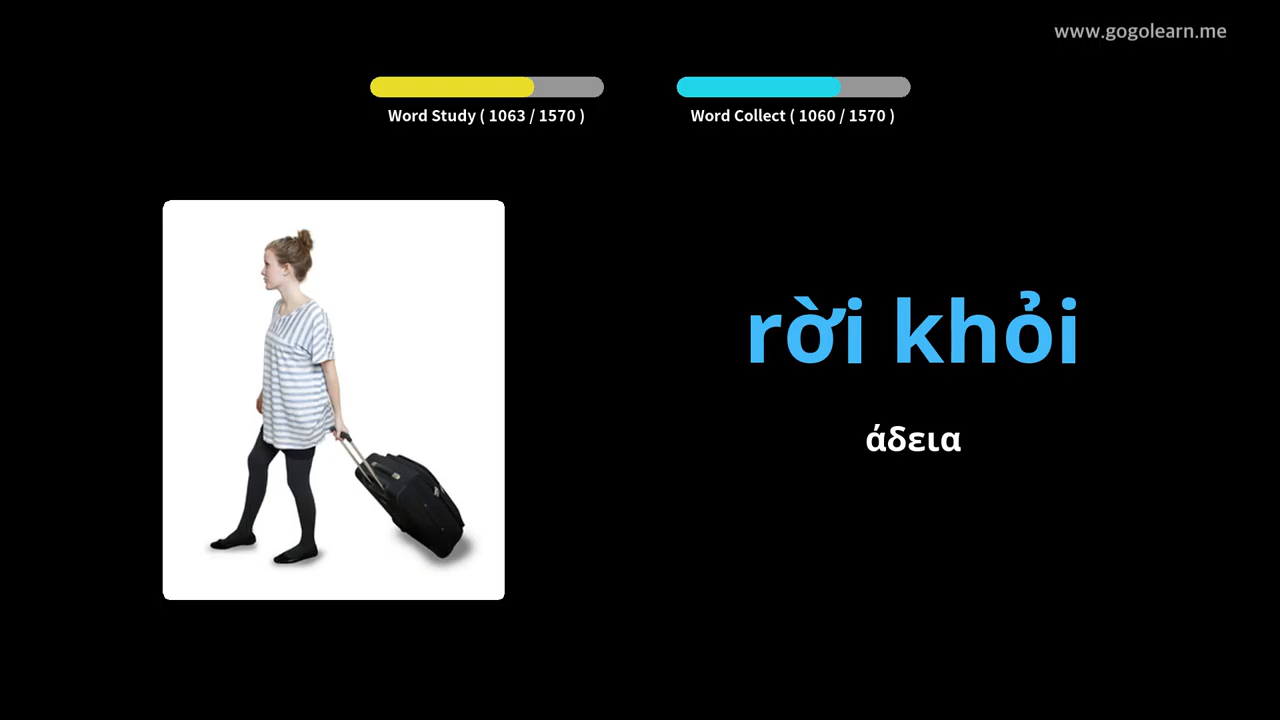 www.gogolearn.me
Word Study ( 1063 / 1570 )
Word Collect ( 1060 / 1570 )
rời khỏi
άδεια